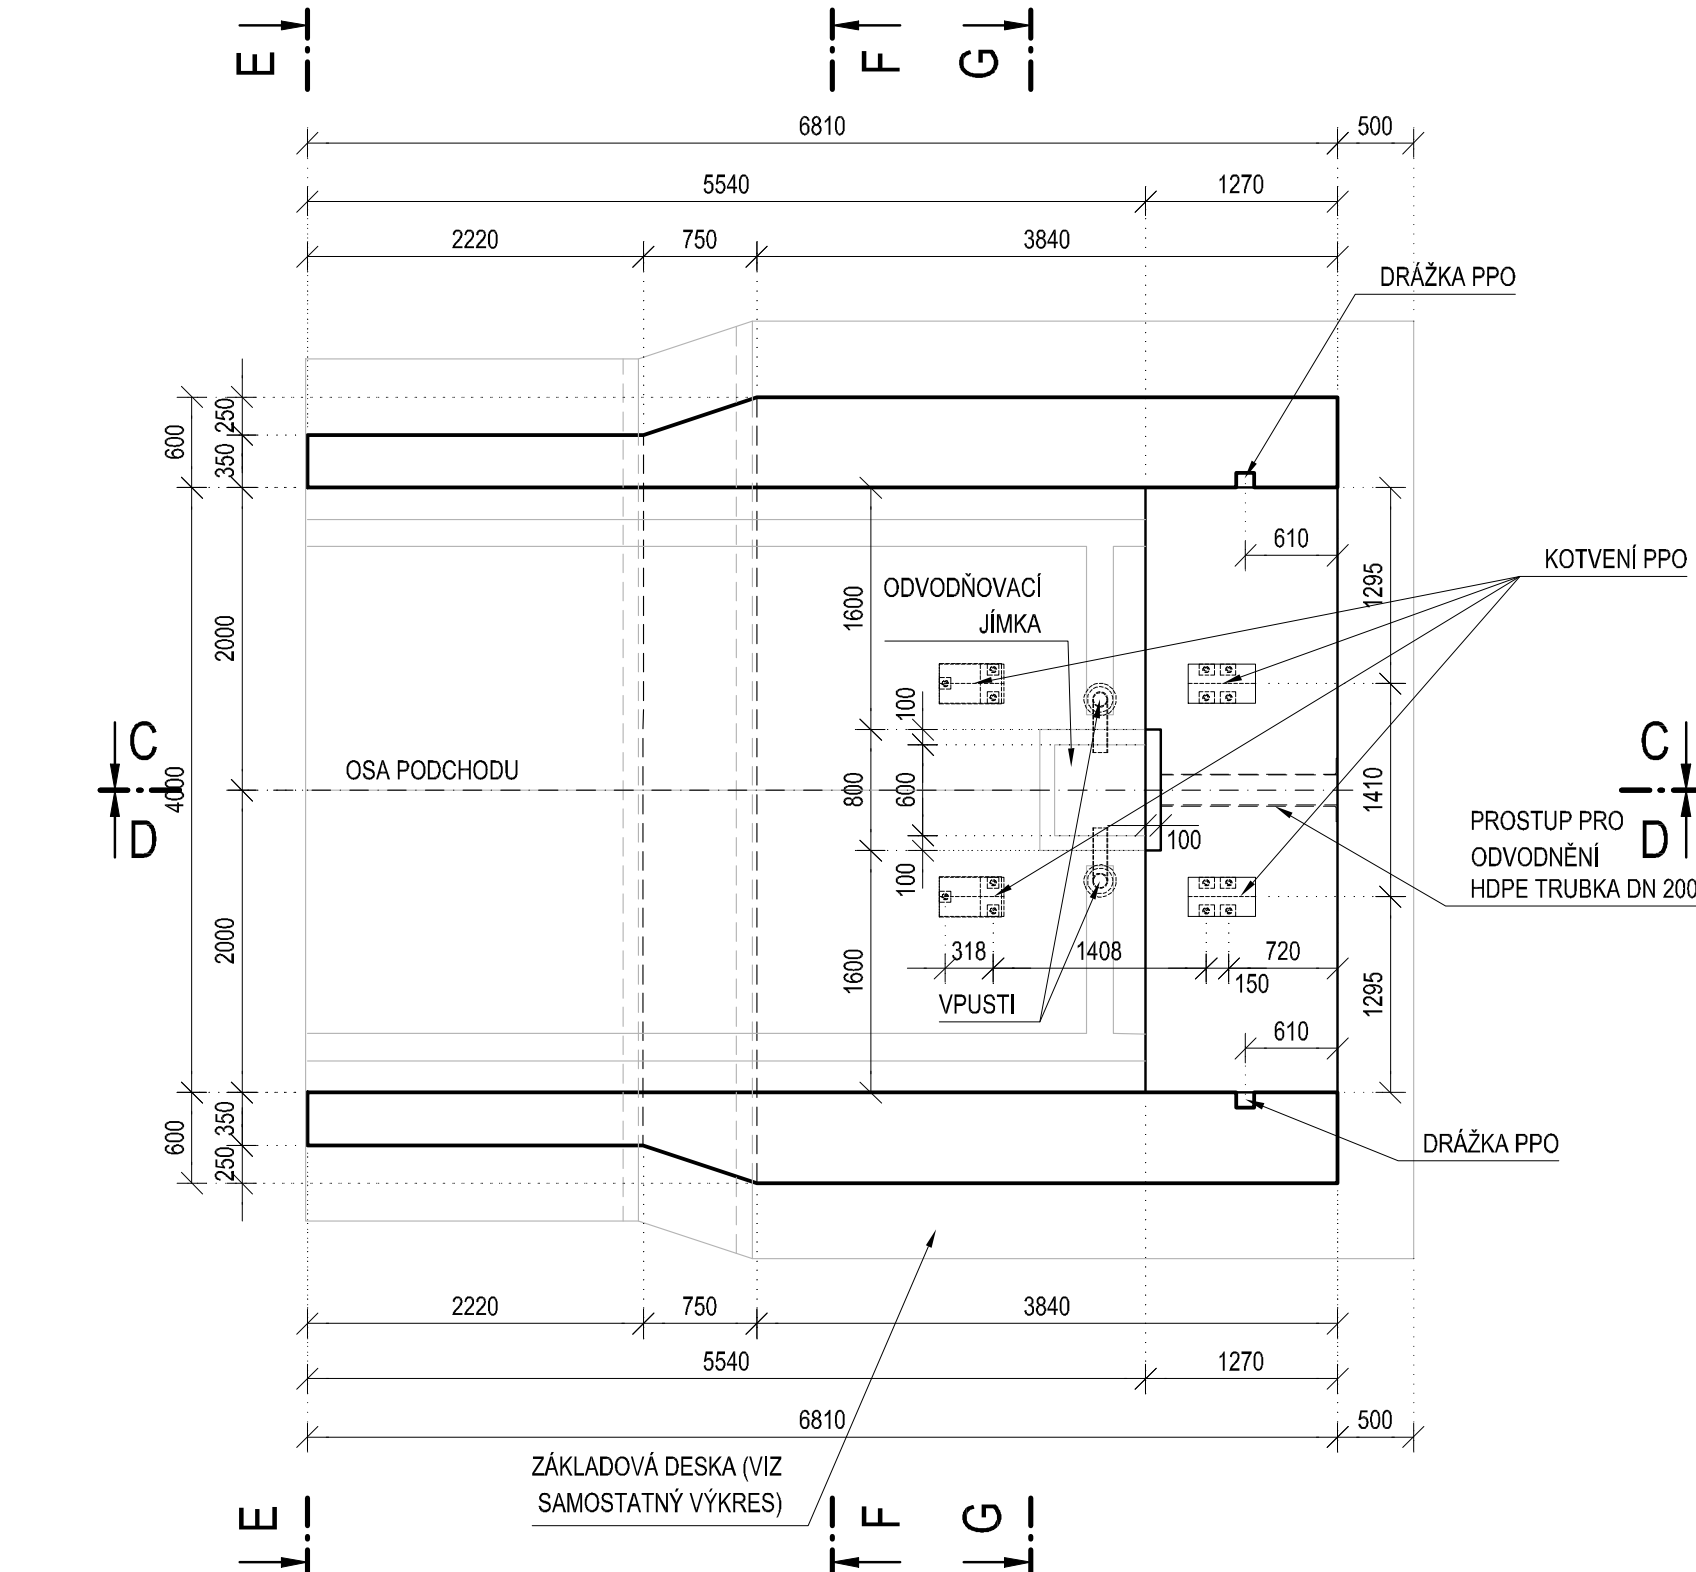 E
F
G
6810
500
5540
1270
2220
750
3840
DRÁŽKA PPO
600
250
350
610
KOTVENÍ PPO
1295
ODVODŇOVACÍ
JÍMKA
1600
2000
100
C
C
OSA PODCHODU
4000
800
600
1410
D
D
PROSTUP PRO
ODVODNĚNÍ
HDPE TRUBKA DN 200
100
100
318
1408
720
150
VPUSTI
2000
1600
1295
610
600
350
250
DRÁŽKA PPO
2220
750
3840
5540
1270
6810
500
ZÁKLADOVÁ DESKA (VIZ
SAMOSTATNÝ VÝKRES)
E
F
G